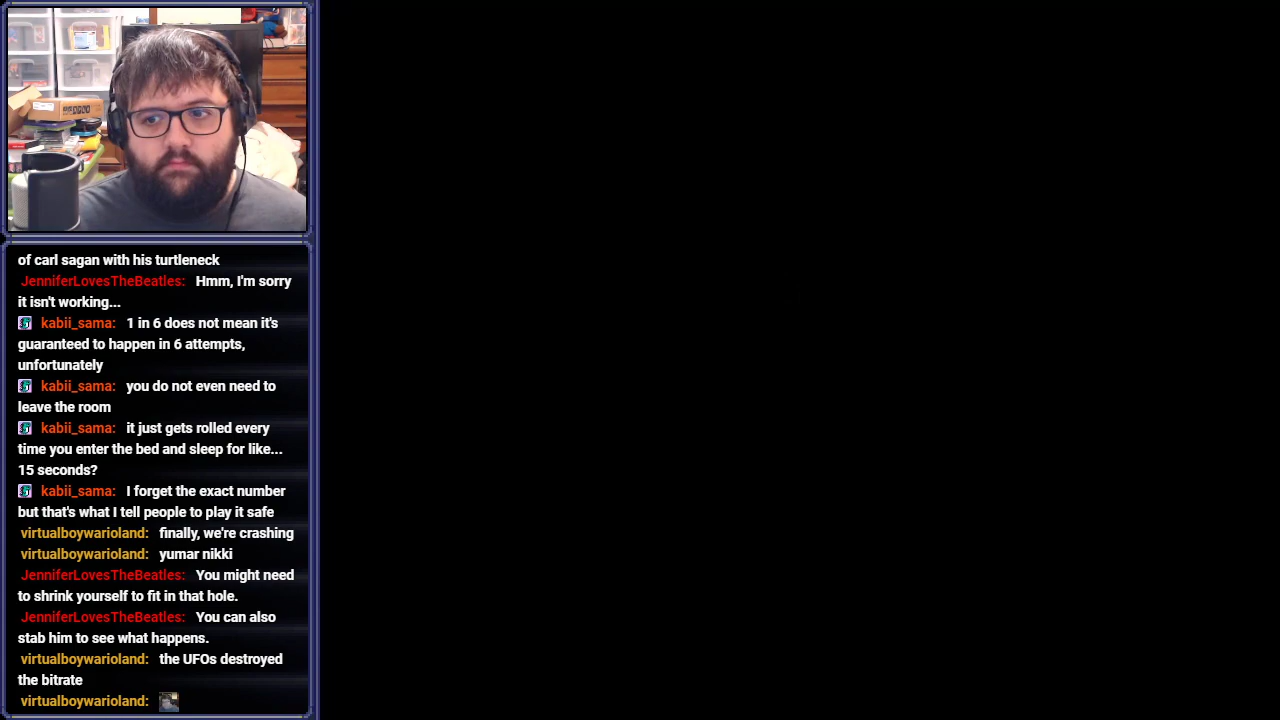 of carl sagan with his turtleneck
JenniferLovesTheBeatles: Hmm, I'm sorry
it isn't working...
kabii_sama: 1 in 6 does not mean it's
guaranteed to happen in 6 attempts,
unfortunately
kabii_sama: you do not even need to
leave the room
kabii_sama: it just gets rolled every
time you enter the bed and sleep for like...
15 seconds?
kabii_sama: I forget the exact number
but that's what I tell people to play it safe
virtualboywarioland: finally, we're crashing
virtualboywarioland: yumar nikki
JenniferLovesTheBeatles: You might need
to shrink yourself to fit in that hole.
JenniferLovesTheBeatles: You can also
stab him to see what happens.
virtualboywarioland: the UFOs destroyed
the bitrate
virtualboywarioland: